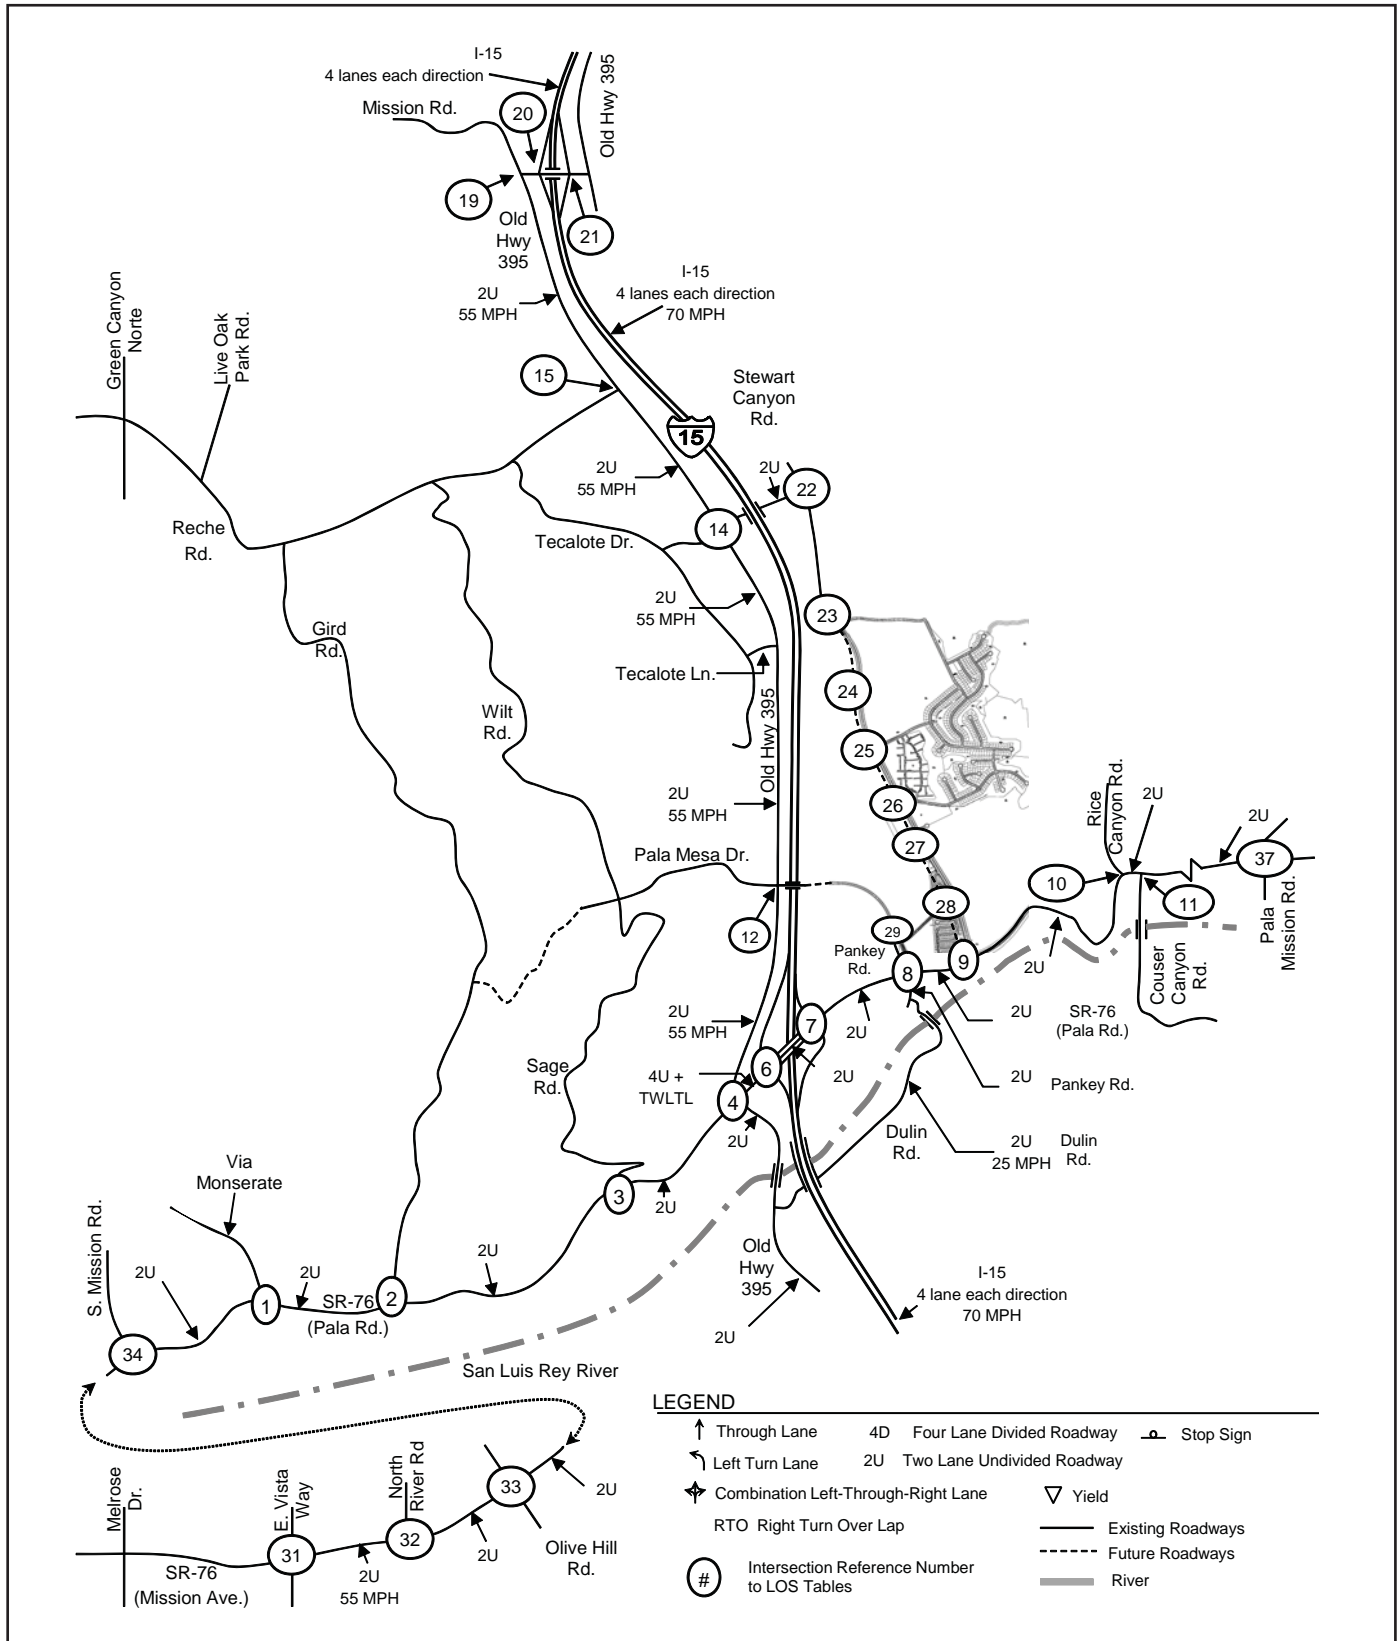 I-15
4 lanes each direction
Mission Rd.
Old Hwy 395
20
19
21
Old
Hwy
395
I-15
4 lanes each direction
70 MPH
2U
55 MPH
Green Canyon
Norte
Live Oak
Park Rd.
15
Stewart
Canyon
Rd.
15
2U
55 MPH
2U
22
14
Reche
Rd.
Tecalote Dr.
2U
55 MPH
23
Gird
Rd.
Tecalote Ln.
24
Wilt
Rd.
Old Hwy 395
25
2U
55 MPH
26
Rice
Canyon Rd.
2U
2U
27
37
Pala Mesa Dr.
10
11
28
12
29
Pankey
Rd.
8
9
Pala
Mission Rd.
2U
Couser
Canyon
Rd.
2U
55 MPH
7
2U
2U
SR-76
(Pala Rd.)
Sage
Rd.
6
4U +
TWLTL
2U
2U
Pankey Rd.
4
2U
Dulin
Rd.
2U
25 MPH
Dulin
Rd.
Via
Monserate
3
2U
S. Mission Rd.
2U
2U
2U
Old
Hwy
395
I-15
4 lane each direction
70 MPH
1
SR-76
(Pala Rd.)
2
2U
34
San Luis Rey River
LEGEND
Through Lane
4D Four Lane Divided Roadway
Stop Sign
Left Turn Lane
2U Two Lane Undivided Roadway
Combination Left-Through-Right Lane
Yield
RTO Right Turn Over Lap
Existing Roadways
Future Roadways
# Intersection Reference Number
to LOS Tables
River
Melrose
Dr.
E. Vista
Way
North
River Rd
33
2U
31
32
2U
Olive Hill
Rd.
SR-76
(Mission Ave.)
2U
55 MPH